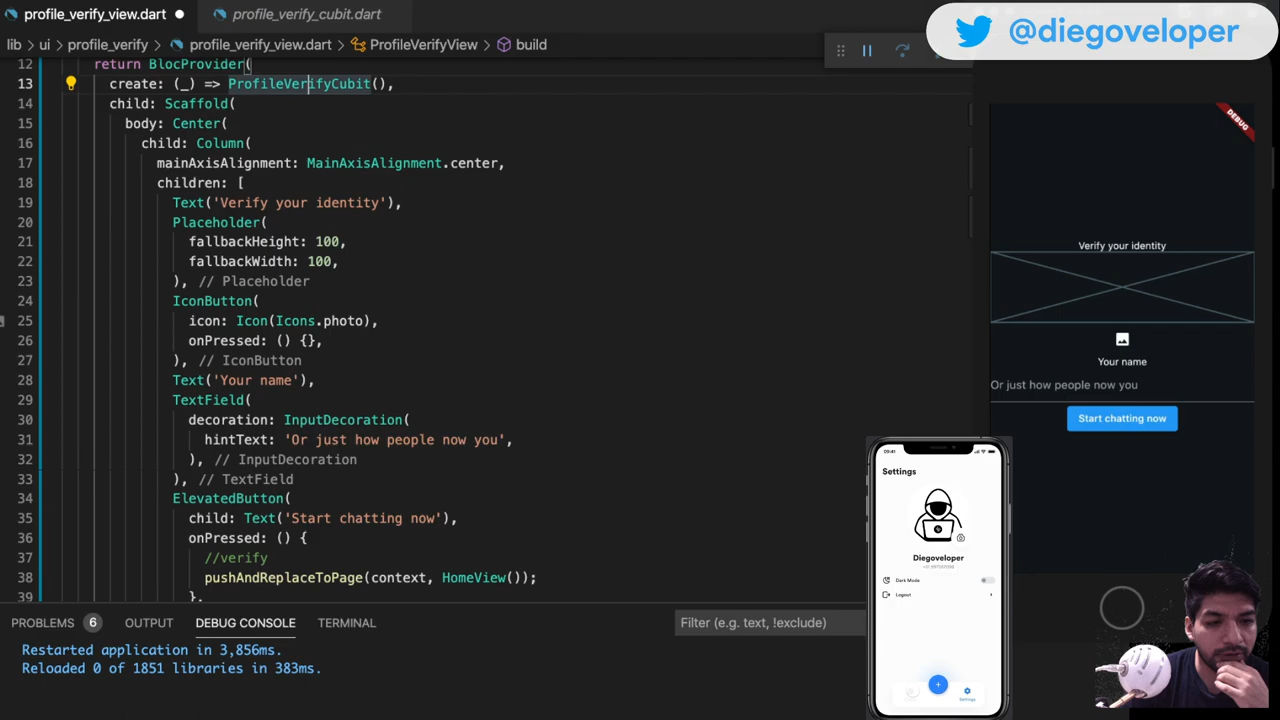 profile_verify_view.dart
profile_verify_cubit.dart
@diegoveloper
lib > ui > profile_verify > profile_verify_view.dart > ProfileVerifyView > build
12 return BlocProvider(
13 create: (_) => ProfileVerifyCubit(),
14 child: Scaffold(
15 body: Center(
16 child: Column(
17 mainAxisAlignment: MainAxisAlignment.center,
18 children: [
19 Text('Verify your identity'),
20 Placeholder(
21 fallbackHeight: 100,
22 fallbackWidth: 100,
23 ), // Placeholder
24 IconButton(
25 icon: Icon(Icons.photo),
26 onPressed: () {},
27 ), // IconButton
28 Text('Your name'),
29 TextField(
30 decoration: InputDecoration(
31 hintText: 'Or just how people now you',
32 ), // InputDecoration
33 ), // TextField
34 ElevatedButton(
35 child: Text('Start chatting now'),
36 onPressed: () {
37 //verify
38 pushAndReplaceToPage(context, HomeView());
39 },
DEBUG
Verify your identity
Your name
Or just how people now you
Start chatting now
09:41
Settings
Diegoveloper
Dark Mode
Logout
Settings
PROBLEMS 6 OUTPUT DEBUG CONSOLE TERMINAL
Filter (e.g. text, !exclude)
Restarted application in 3,856ms.
Reloaded 0 of 1851 libraries in 383ms.